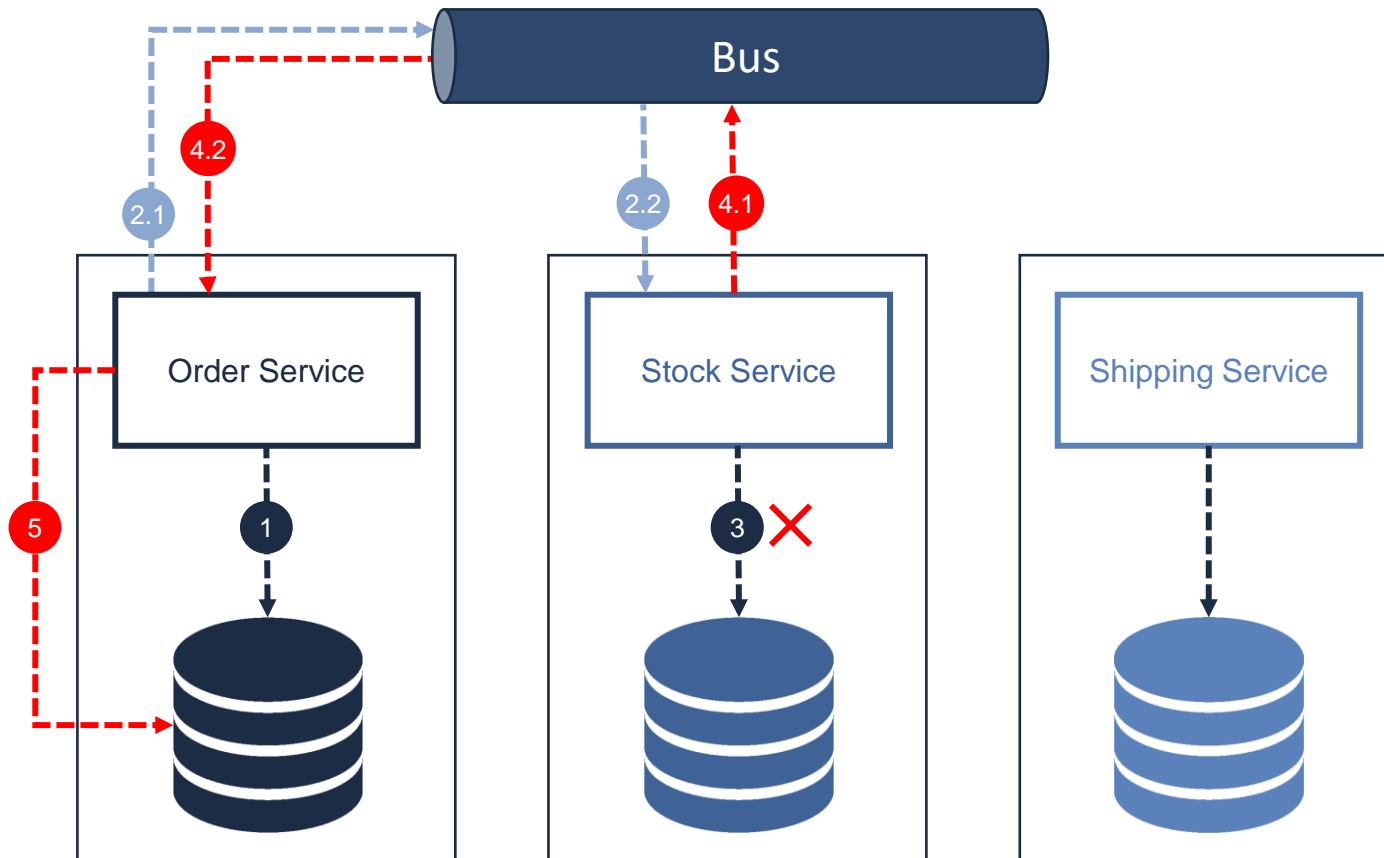 Bus
4.2
2.1
2.2
4.1
Order Service
Stock Service
Shipping Service
5
1
3